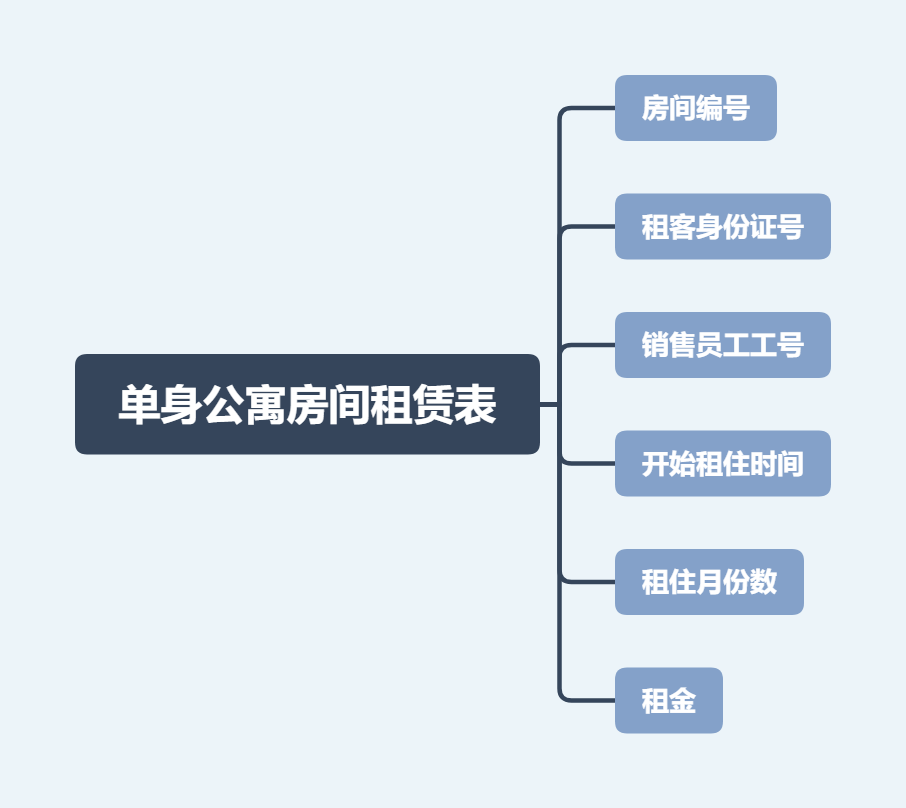 单身公寓房间租赁表
房间编号
租客身份证号
销售员工工号
开始租住时间
租住月份数
租金